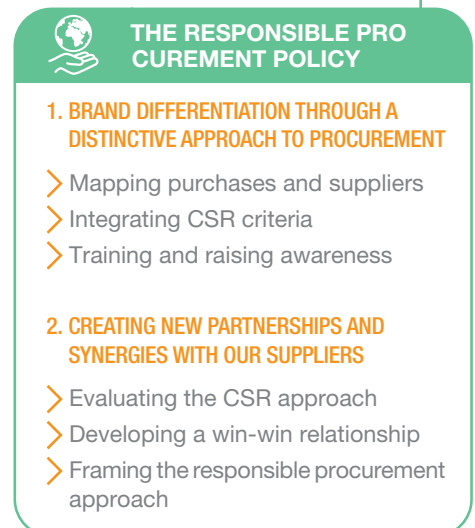 THE RESPONSIBLE PRO
CUREMENT POLICY
1. BRAND DIFFERENTIATION THROUGH A
DISTINCTIVE APPROACH TO PROCUREMENT
Mapping purchases and suppliers
Integrating CSR criteria
Training and raising awareness
2. CREATING NEW PARTNERSHIPS AND
SYNERGIES WITH OUR SUPPLIERS
Evaluating the CSR approach
Developing a win-win relationship
Framing the responsible procurement
approach